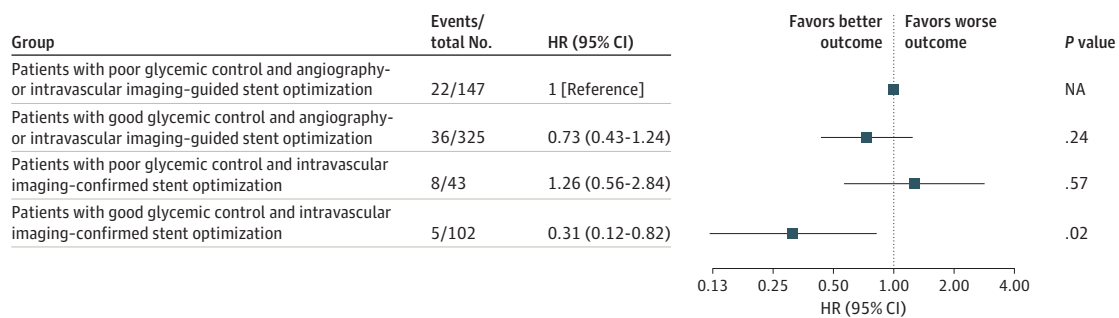 Group Events/ total No. HR (95% CI) Favors better outcome Favors worse outcome P value
Patients with poor glycemic control and angiography-
or intravascular imaging-guided stent optimization 22/147 1 [Reference] NA
Patients with good glycemic control and angiography-
or intravascular imaging-guided stent optimization 36/325 0.73 (0.43-1.24) .24
Patients with poor glycemic control and intravascular
imaging-confirmed stent optimization 8/43 1.26 (0.56-2.84) .57
Patients with good glycemic control and intravascular
imaging-confirmed stent optimization 5/102 0.31 (0.12-0.82) .02
0.13 0.25 0.50 1.00 2.00 4.00
HR (95% CI)